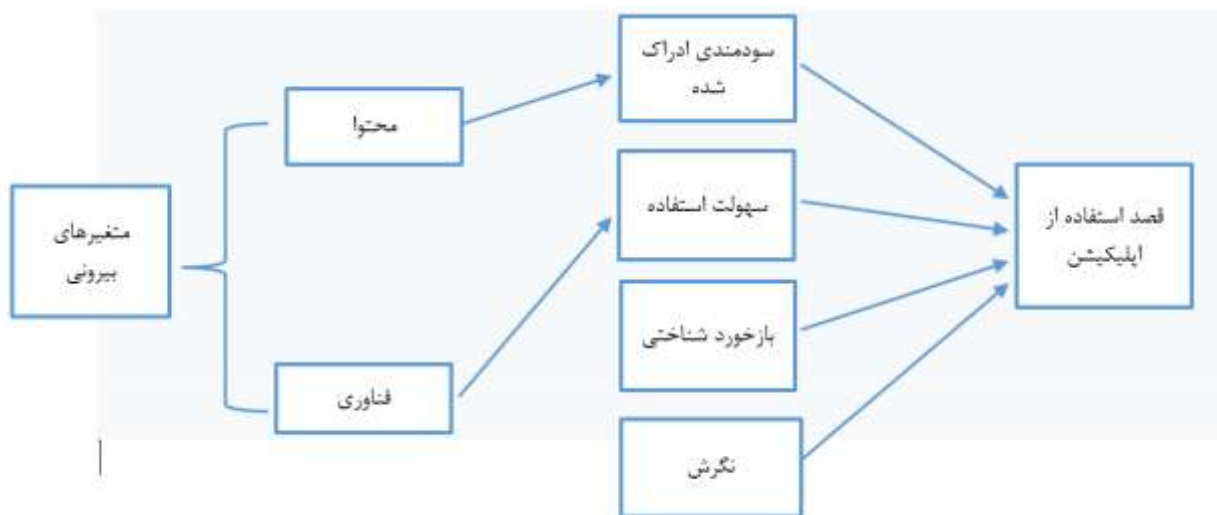 متغیرهای
بیرونی
محتوا
فناوری
سودمندی ادراک
شده
سهولت استفاده
بازخورد شناختی
نگرش
قصد استفاده از
اپلیکیشن